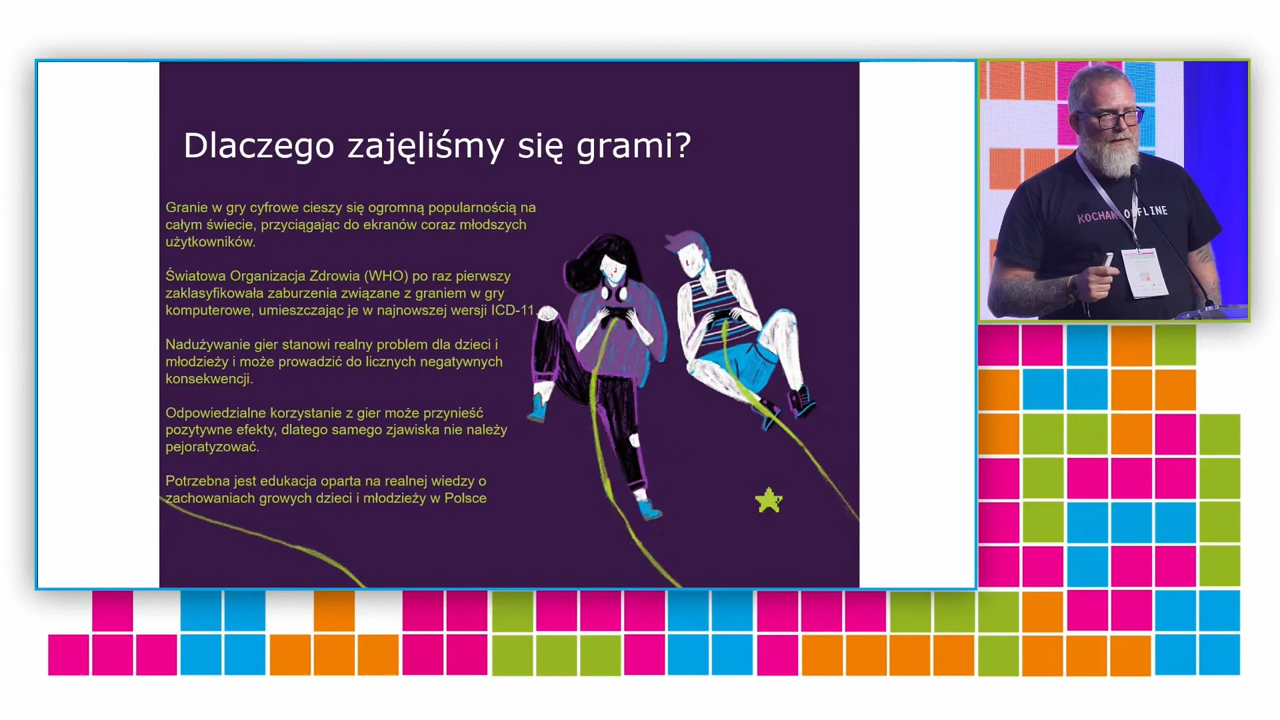 Dlaczego zajęliśmy się grami?
Granie w gry cyfrowe cieszy się ogromną popularnością na
całym świecie, przyciągając do ekranów coraz młodszych
użytkowników.
Światowa Organizacja Zdrowia (WHO) po raz pierwszy
zaklasyfikowała zaburzenia związane z graniem w gry
komputerowe, umieszczając je w najnowszej wersji ICD-11.
Nadużywanie gier stanowi realny problem dla dzieci i
młodzieży i może prowadzić do licznych negatywnych
konsekwencji.
Odpowiedzialne korzystanie z gier może przynieść
pozytywne efekty, dlatego samego zjawiska nie należy
pejoratyzować.
Potrzebna jest edukacja oparta na realnej wiedzy o
zachowaniach growych dzieci i młodzieży w Polsce
KOCHAM OFFLINE